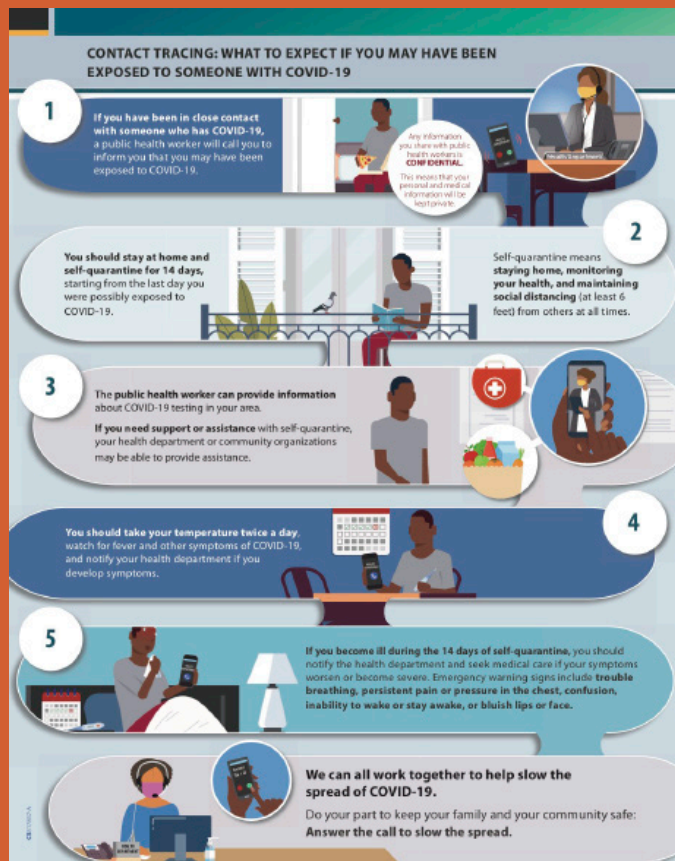 CONTACT TRACING: WHAT TO EXPECT IF YOU MAY HAVE BEEN
EXPOSED TO SOMEONE WITH COVID-19
1
If you have been in close contact
with someone who has COVID-19,
a public health worker will call you to
inform you that you may have been
exposed to COVID-19.
Any information
you share with public
health workers is
CONFIDENTIAL.
This means that your
personal and medical
information will be
kept private.
Health Department
2
You should stay at home and
self-quarantine for 14 days,
starting from the last day you
were possibly exposed to
COVID-19.
Self-quarantine means
staying home, monitoring
your health, and maintaining
social distancing (at least 6
feet) from others at all times.
3
The public health worker can provide information
about COVID-19 testing in your area.
If you need support or assistance with self-quarantine,
your health department or community organizations
may be able to provide assistance.
4
You should take your temperature twice a day,
watch for fever and other symptoms of COVID-19,
and notify your health department if you
develop symptoms.
5
If you become ill during the 14 days of self-quarantine, you should
notify the health department and seek medical care if your symptoms
worsen or become severe. Emergency warning signs include trouble
breathing, persistent pain or pressure in the chest, confusion,
inability to wake or stay awake, or bluish lips or face.
We can all work together to help slow the
spread of COVID-19.
Do your part to keep your family and your community safe:
Answer the call to slow the spread.